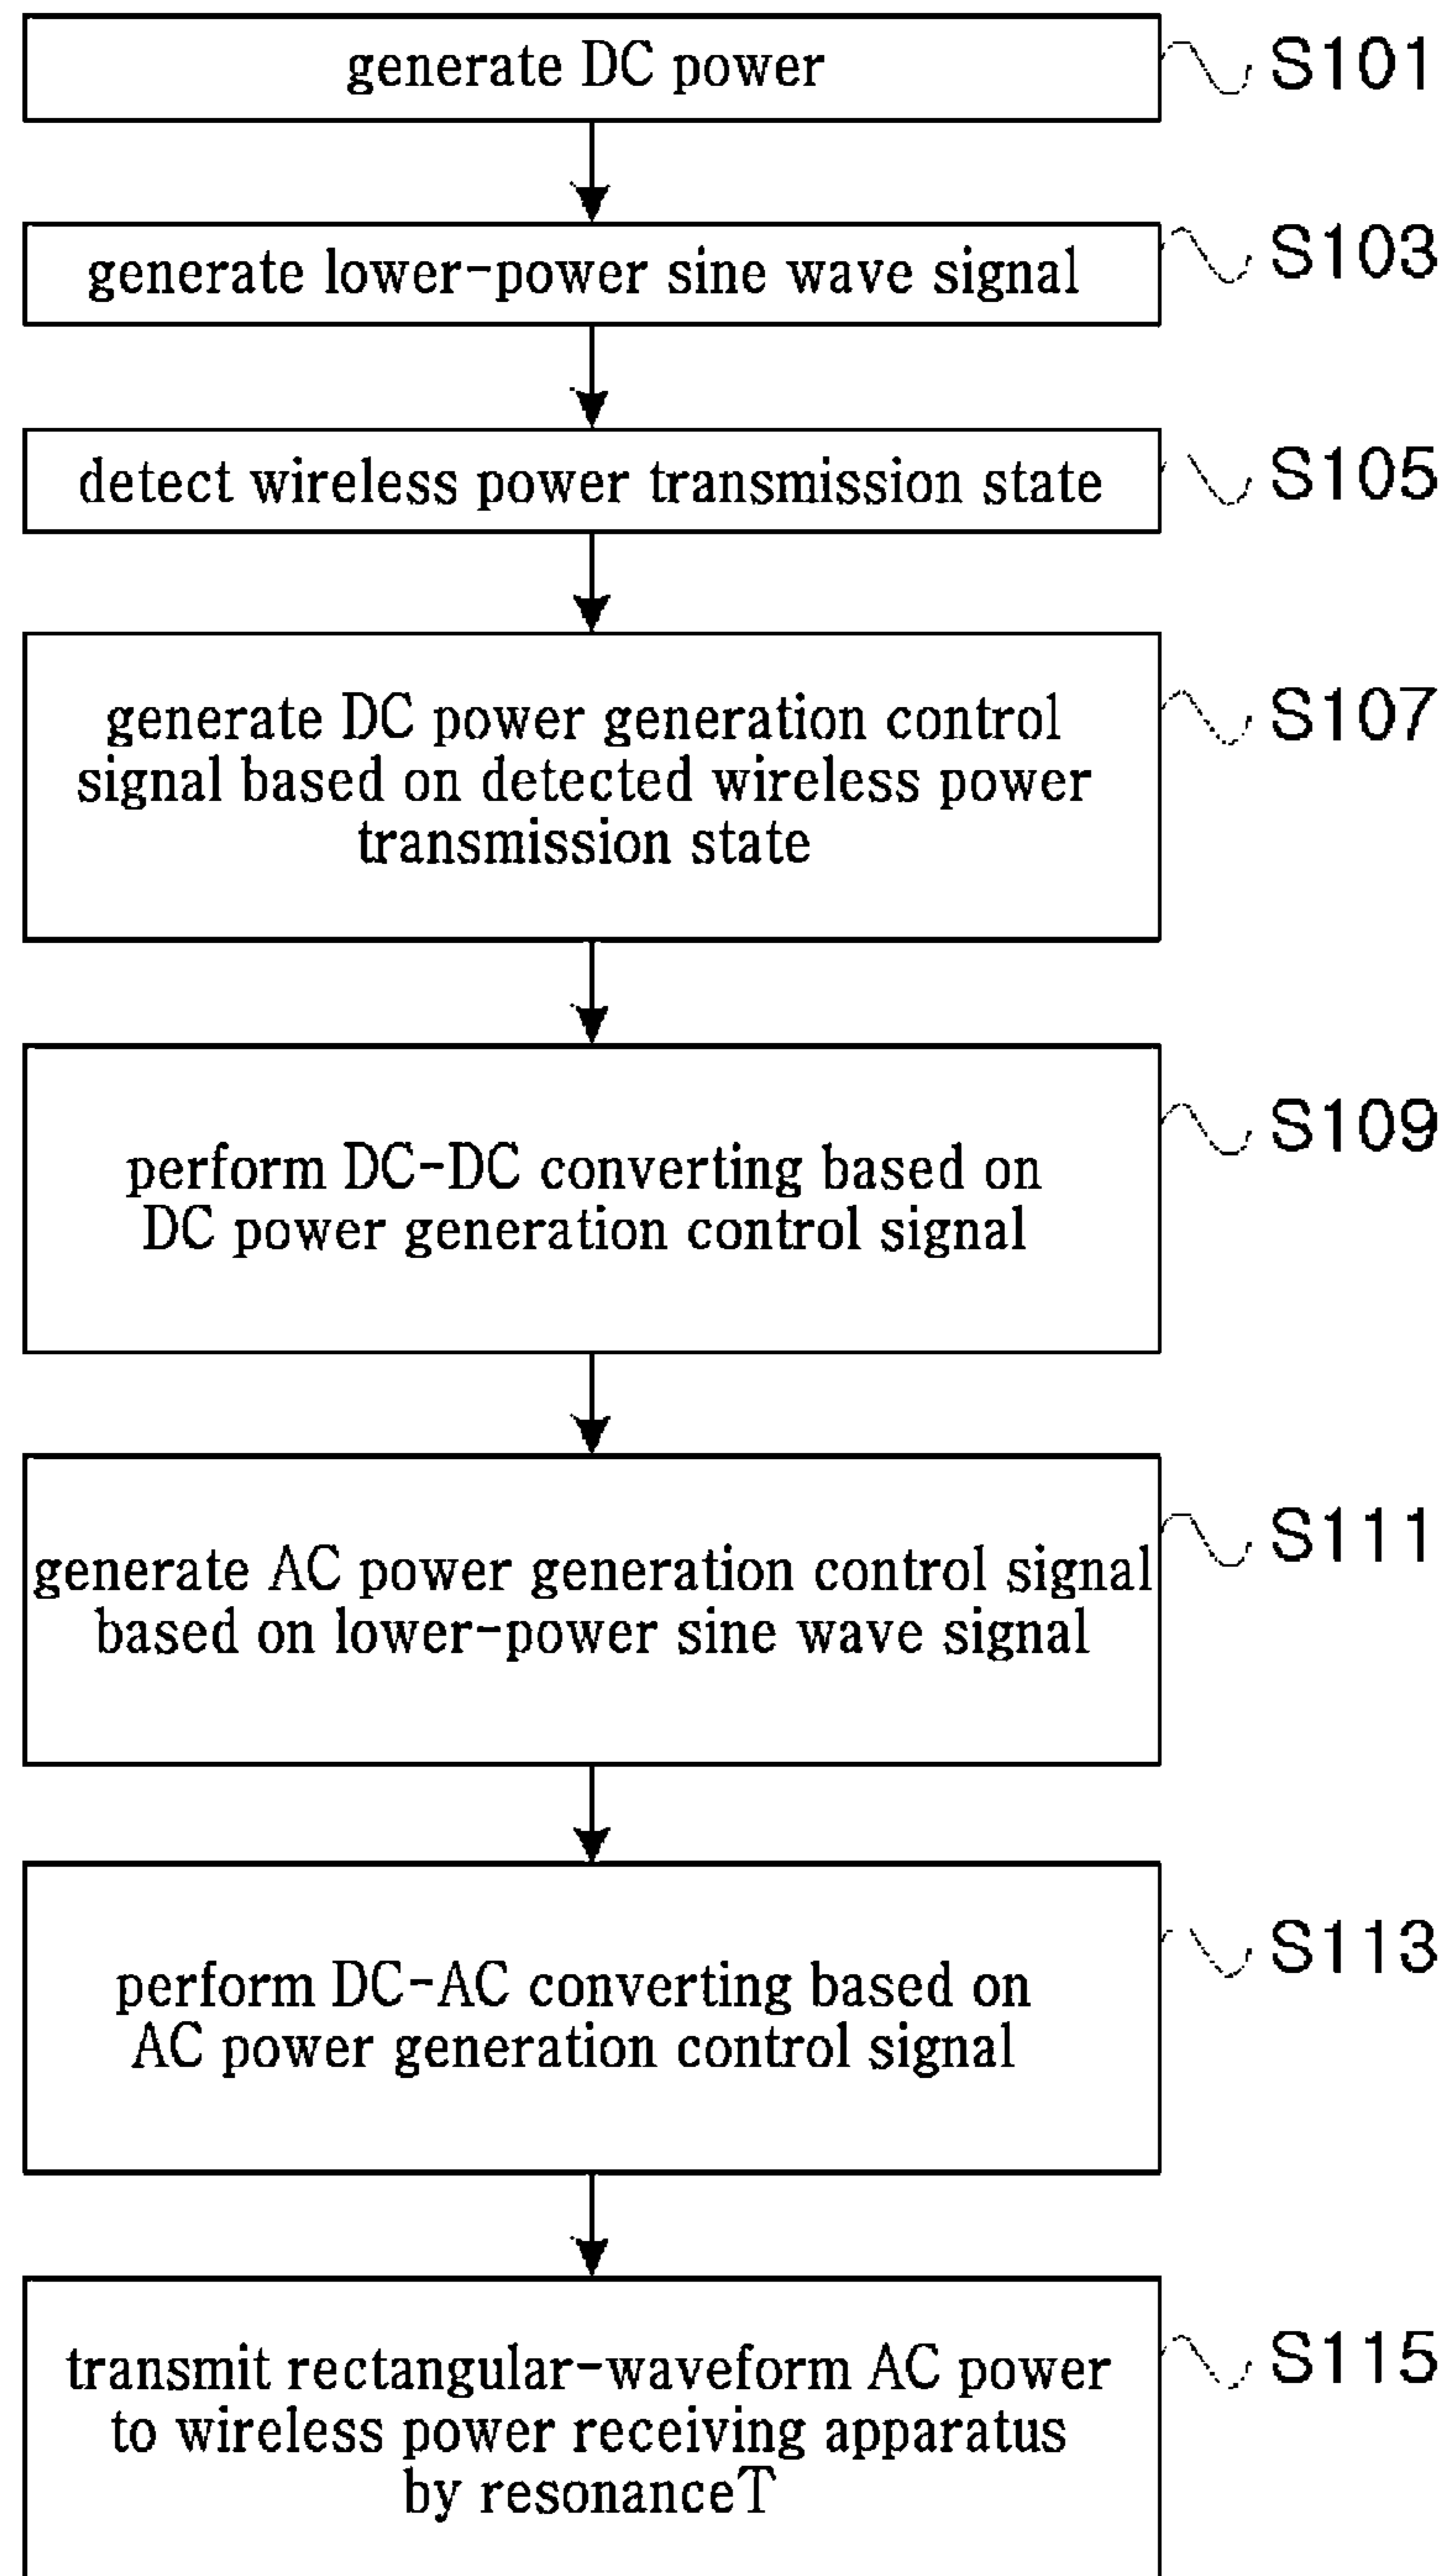 generate DC power
S101
generate lower-power sine wave signal
S103
detect wireless power transmission state
S105
generate DC power generation control
signal based on detected wireless power
transmission state
S107
perform DC-DC converting based on
DC power generation control signal
S109
generate AC power generation control signal
based on lower-power sine wave signal
S111
perform DC-AC converting based on
AC power generation control signal
S113
transmit rectangular-waveform AC power
to wireless power receiving apparatus
by resonanceT
S115